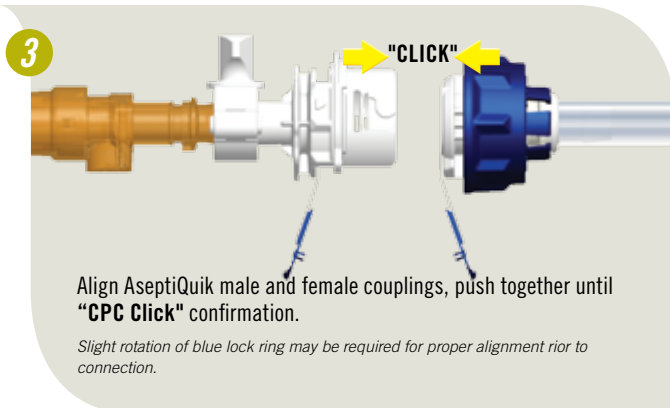 3
"CLICK"
Align AseptiQuik male and female couplings, push together until
“CPC Click" confirmation.
Slight rotation of blue lock ring may be required for proper alignment rior to
connection.